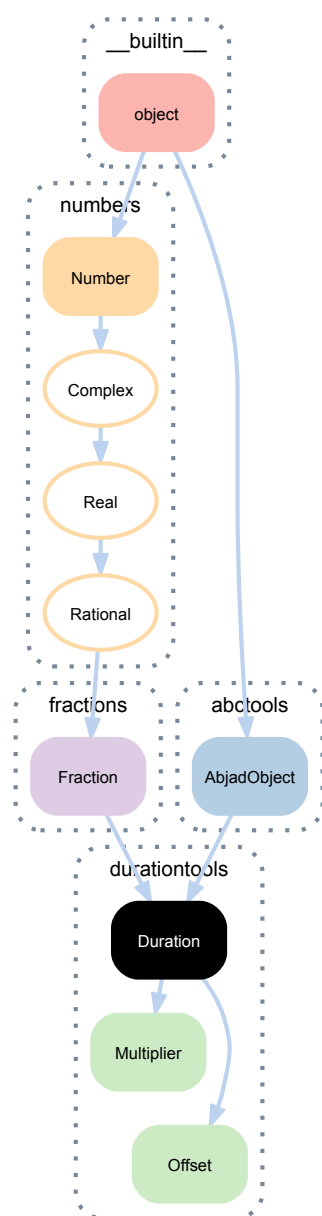 __builtin__
object
numbers
Number
Complex
Real
Rational
fractions
abctools
Fraction
AbjadObject
durationtools
Duration
Multiplier
Offset